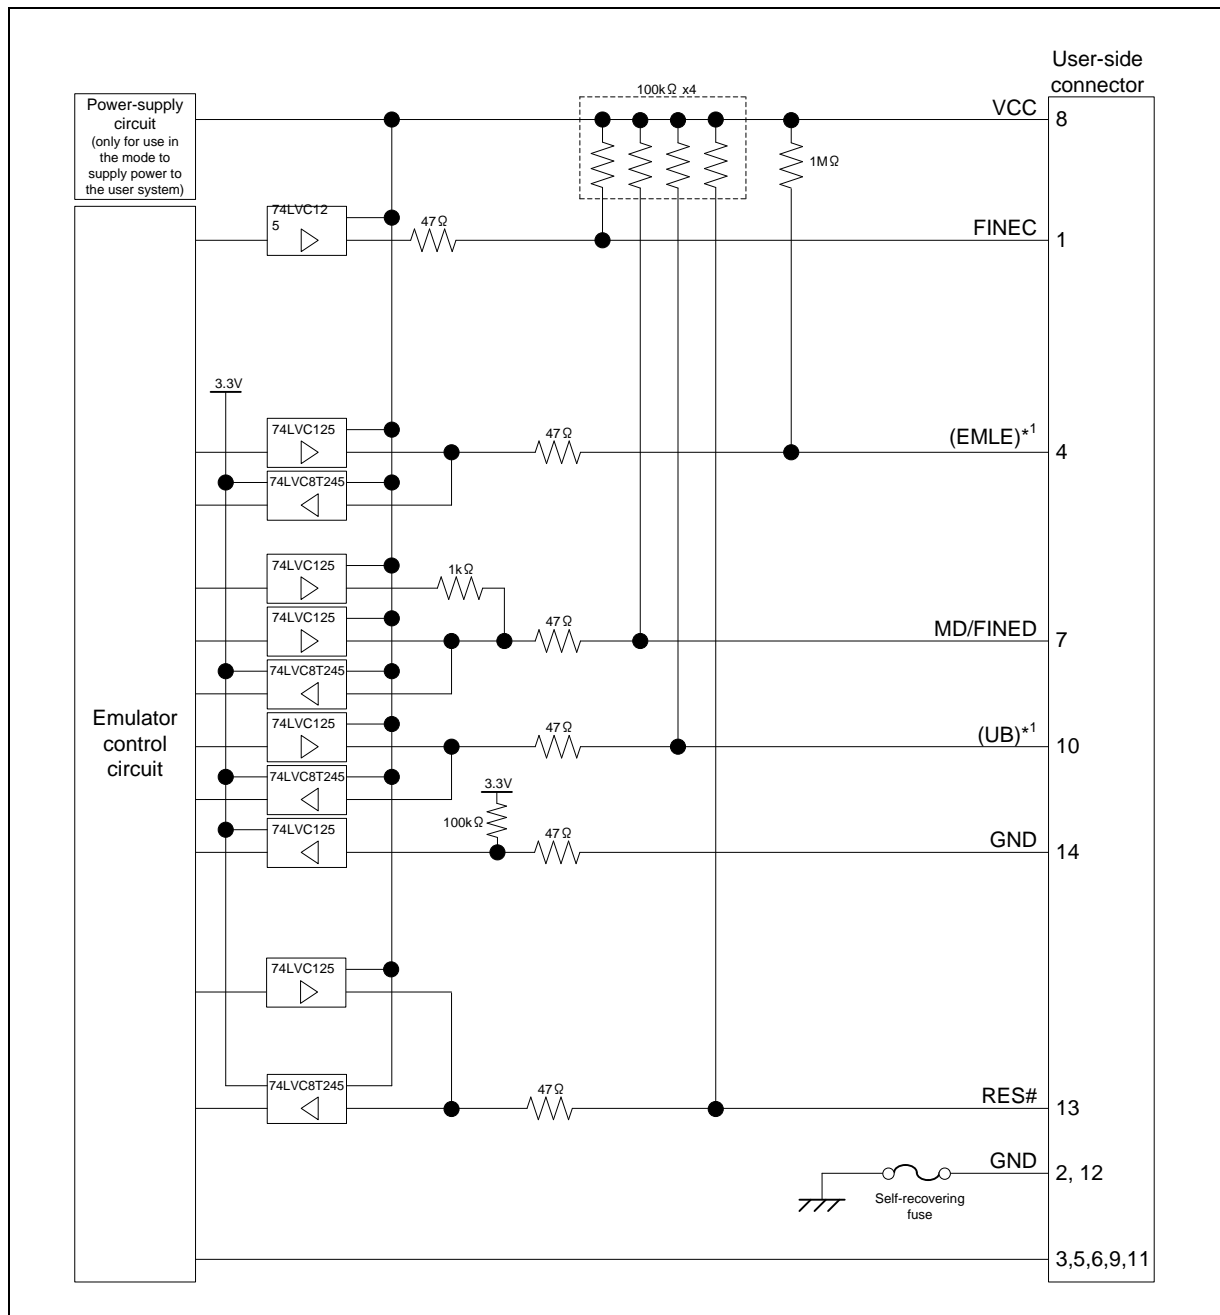 User-side
connector
Power-supply
circuit
(only for use in
the mode to
supply power to
the user system)
100kΩ x4
VCC
8
1MΩ
74LVC12
5
47Ω
FINEC
1
3.3V
74LVC125
47Ω
(EMLE)*1
4
74LVC8T245
74LVC125
1kΩ
74LVC125
47Ω
MD/FINED
7
74LVC8T245
Emulator
control
circuit
74LVC125
47Ω
(UB)*1
10
74LVC8T245
3.3V
100kΩ
74LVC125
47Ω
GND
14
74LVC125
74LVC8T245
47Ω
RES#
13
GND
2, 12
Self-recovering
fuse
3,5,6,9,11